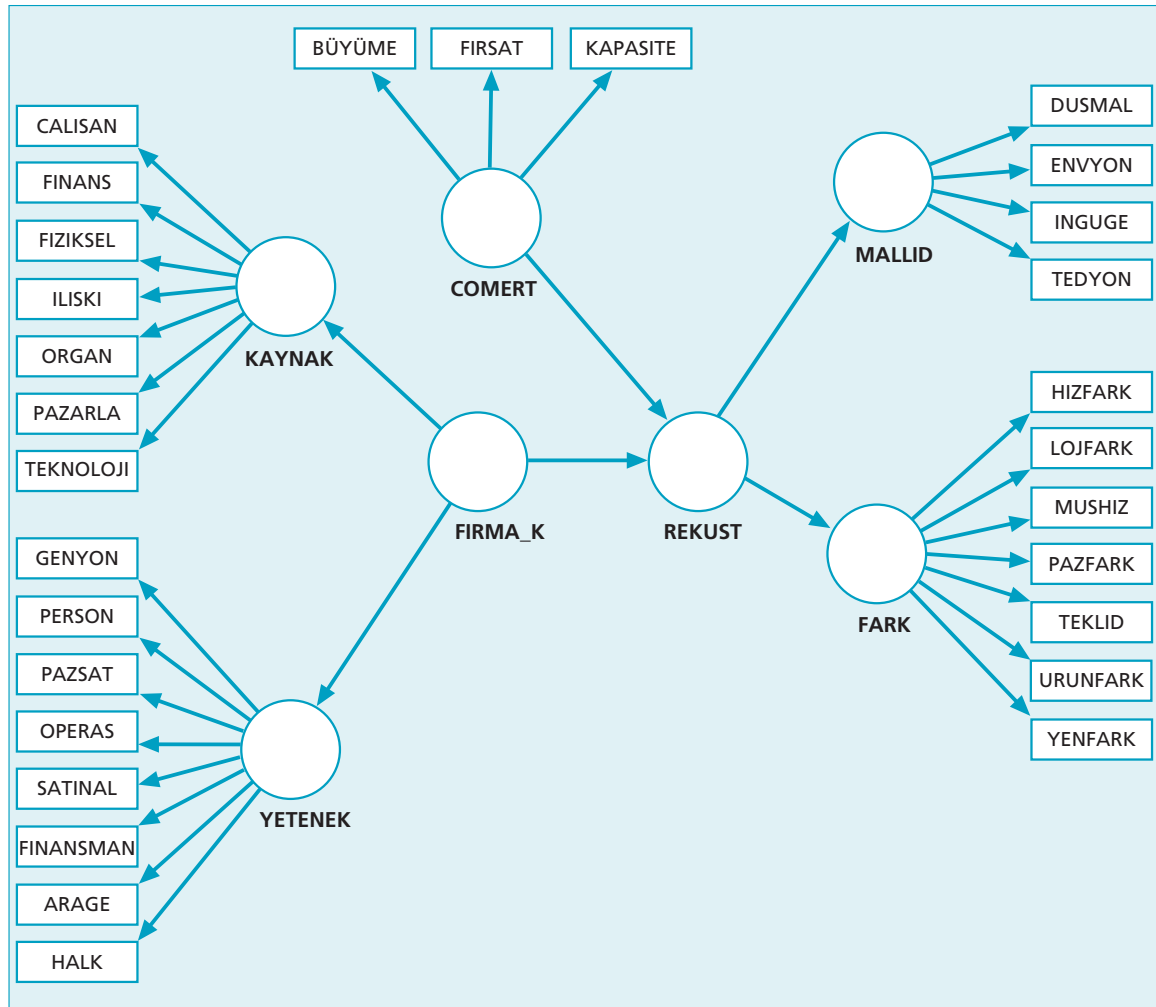 BÜYÜME
FIRSAT
KAPASITE
COMERT
CALISAN
FINANS
FIZIKSEL
ILISKI
ORGAN
PAZARLA
TEKNOLOJI
KAYNAK
DUSMAL
ENVYON
INGUGE
TEDYON
MALLID
FIRMA_K
REKUST
HIZFARK
LOJFARK
MUSHIZ
PAZFARK
TEKLID
URUNFARK
YENFARK
FARK
GENYON
PERSON
PAZSAT
OPERAS
SATINAL
FINANSMAN
ARAGE
HALK
YETENEK